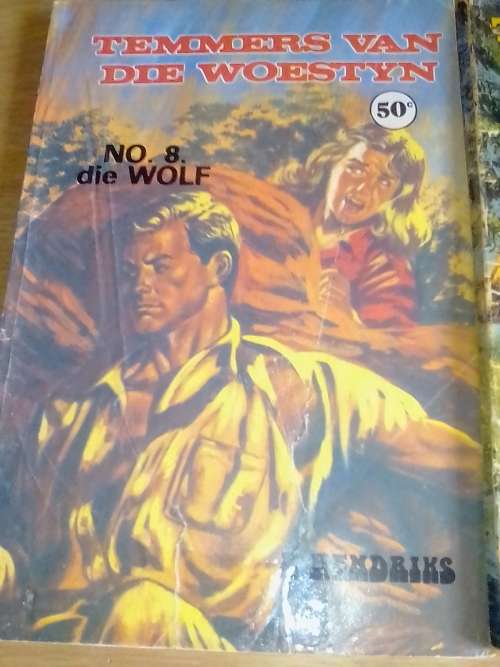 TEMMERS VAN
DIE WOESTYN
50c
NO. 8.
die WOLF
HENDRIKS